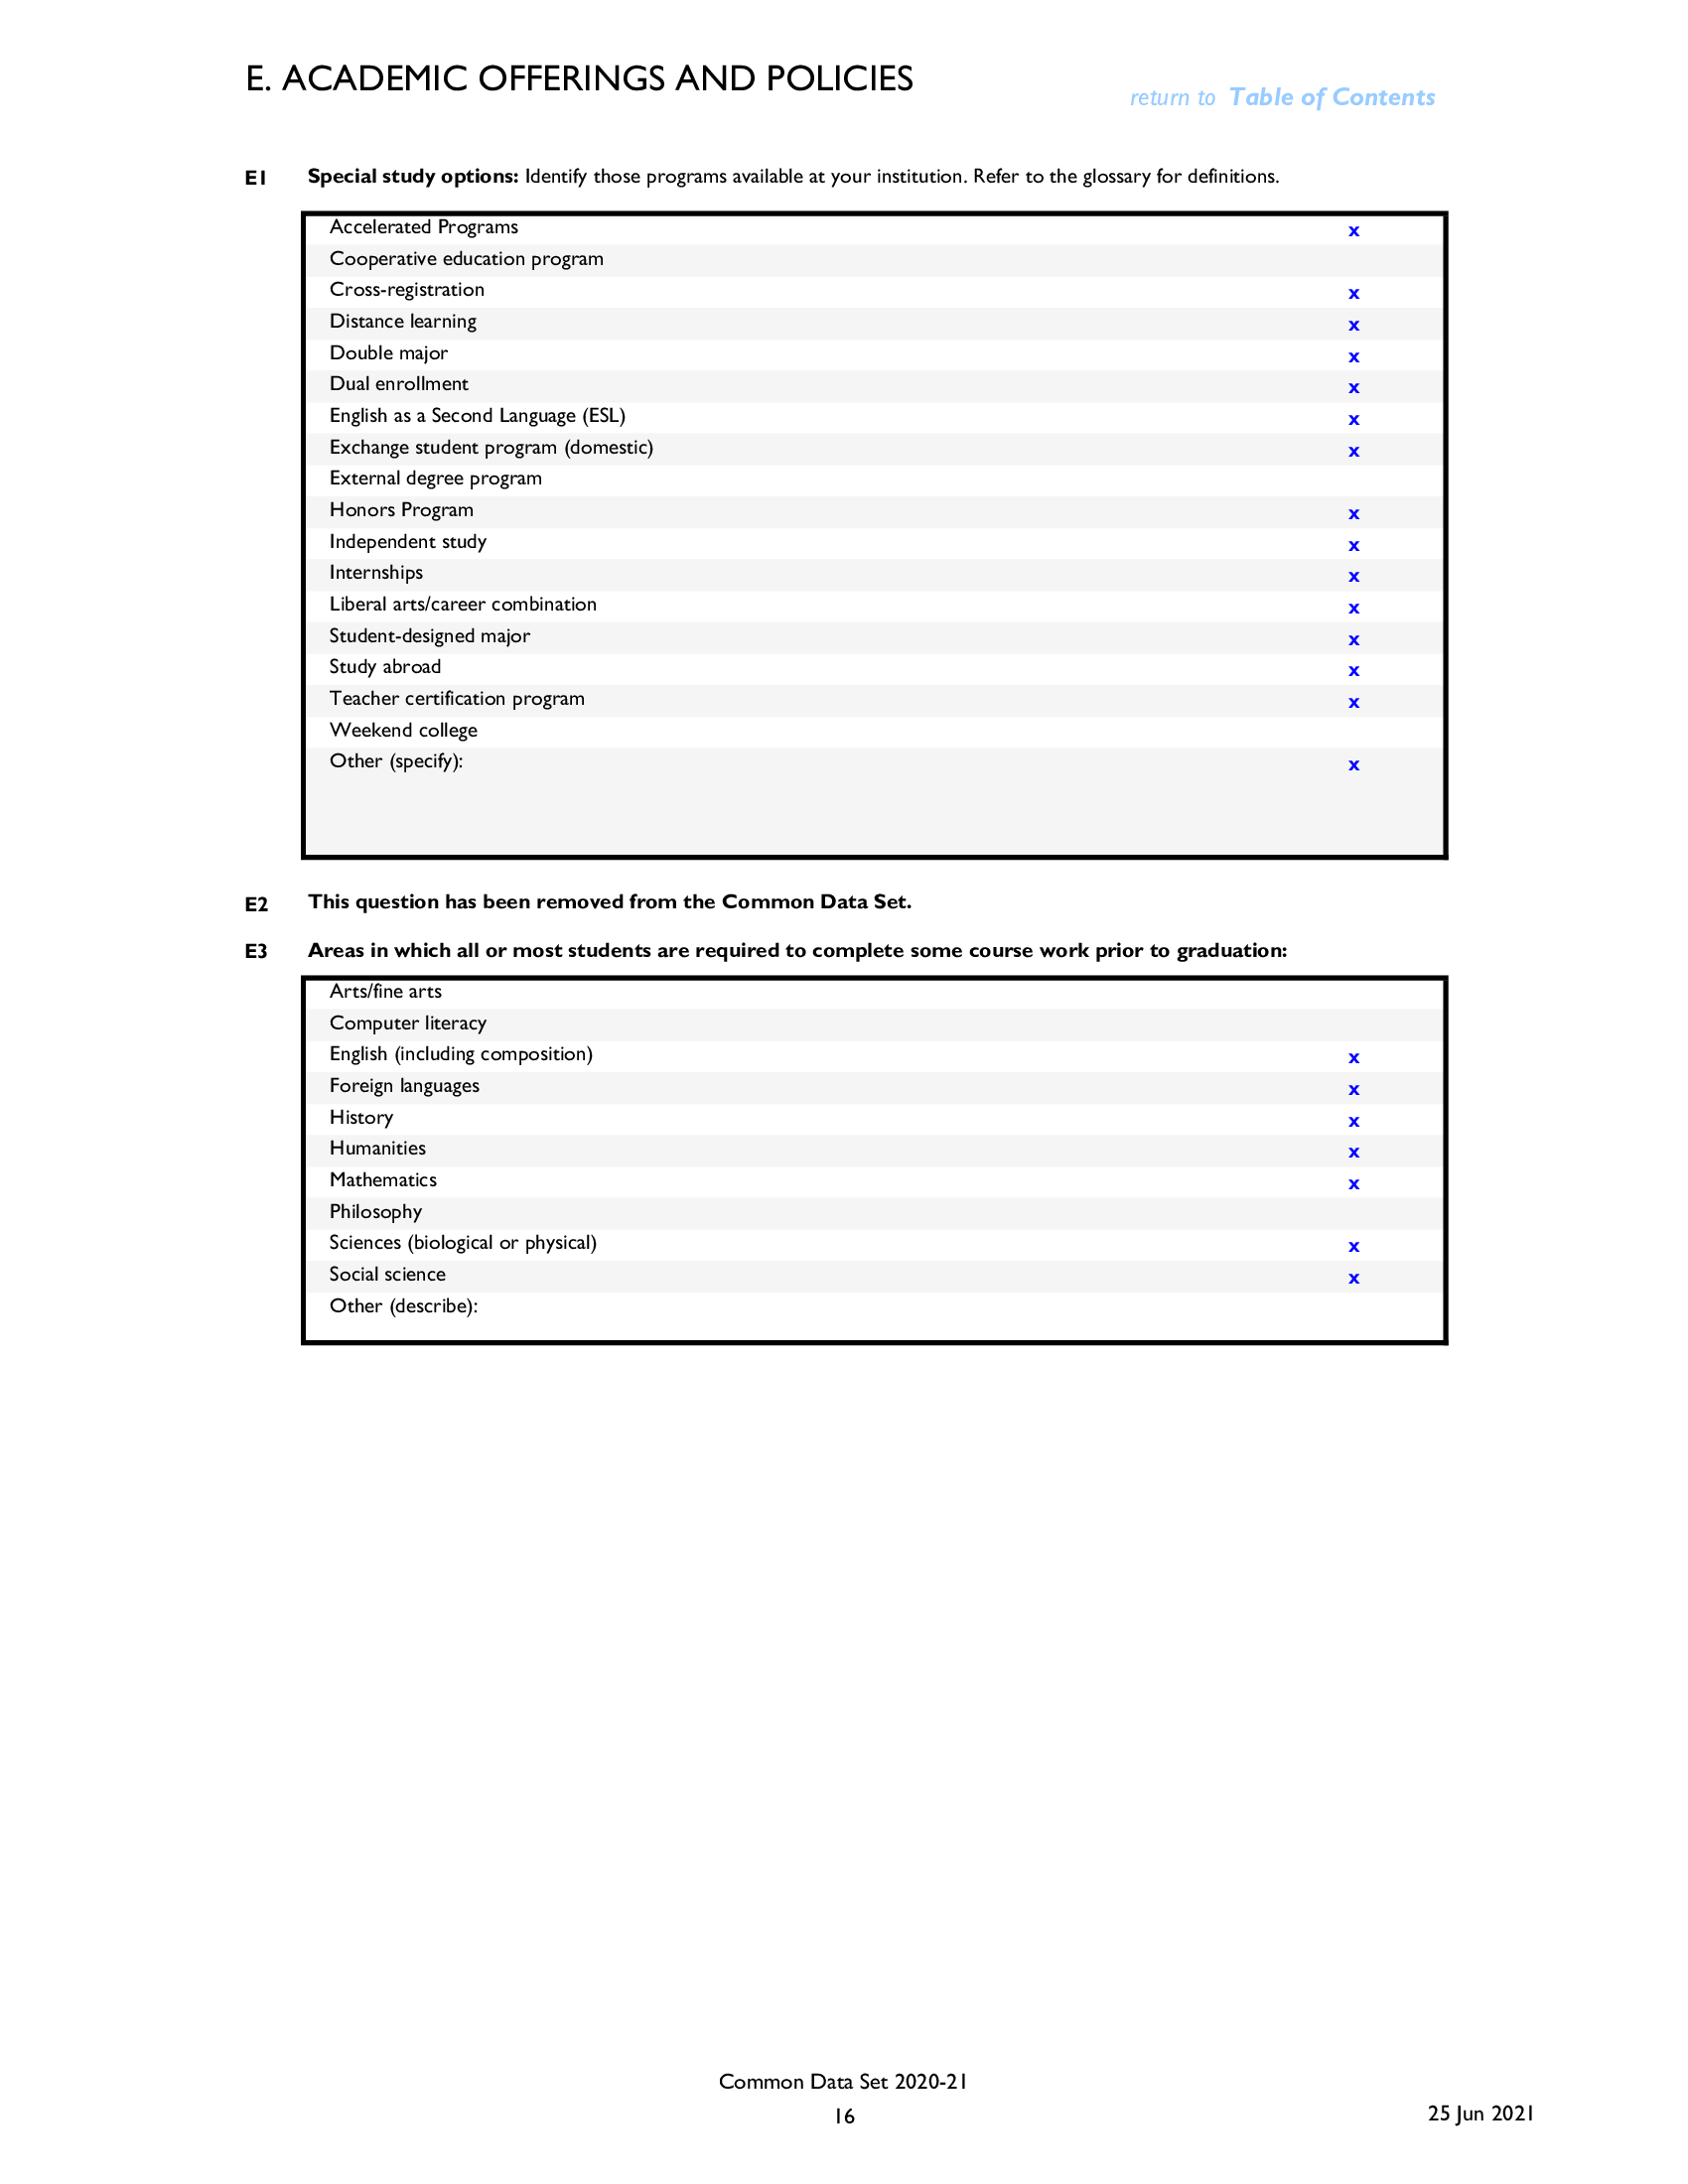 E. ACADEMIC OFFERINGS AND POLICIES
return to Table of Contents
E1 Special study options: Identify those programs available at your institution. Refer to the glossary for definitions.
Accelerated Programs x
Cooperative education program
Cross-registration x
Distance learning x
Double major x
Dual enrollment x
English as a Second Language (ESL) x
Exchange student program (domestic) x
External degree program
Honors Program x
Independent study x
Internships x
Liberal arts/career combination x
Student-designed major x
Study abroad x
Teacher certification program x
Weekend college
Other (specify): x
E2 This question has been removed from the Common Data Set.
E3 Areas in which all or most students are required to complete some course work prior to graduation:
Arts/fine arts
Computer literacy
English (including composition) x
Foreign languages x
History x
Humanities x
Mathematics x
Philosophy
Sciences (biological or physical) x
Social science x
Other (describe):
Common Data Set 2020-21
16
25 Jun 2021